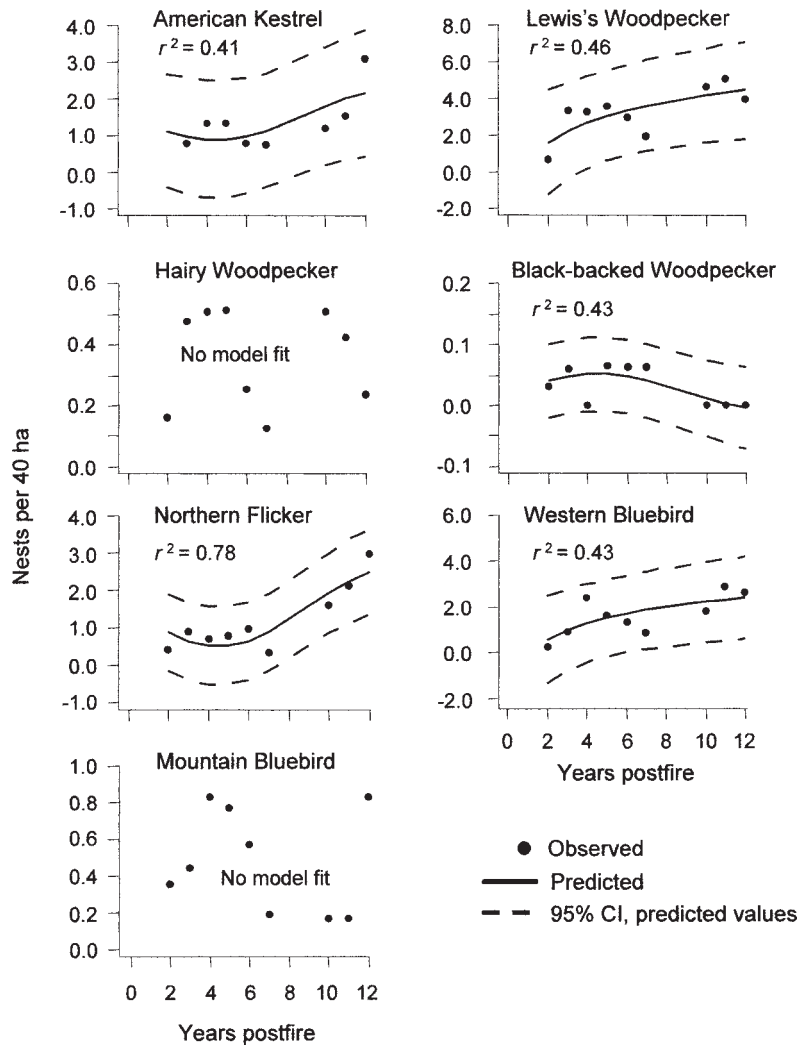 American Kestrel
r² = 0.41
4.0
3.0
2.0
1.0
0.0
-1.0
Lewis's Woodpecker
r² = 0.46
8.0
6.0
4.0
2.0
0.0
-2.0
Hairy Woodpecker
No model fit
0.6
0.4
0.2
0.0
Black-backed Woodpecker
r² = 0.43
0.2
0.1
0.0
-0.1
Nests per 40 ha
Northern Flicker
r² = 0.78
4.0
3.0
2.0
1.0
0.0
-1.0
Western Bluebird
r² = 0.43
6.0
4.0
2.0
0.0
-2.0
0 2 4 6 8 10 12
Years postfire
Mountain Bluebird
No model fit
1.0
0.8
0.6
0.4
0.2
0.0
0 2 4 6 8 10 12
Years postfire
Observed
Predicted
95% CI, predicted values